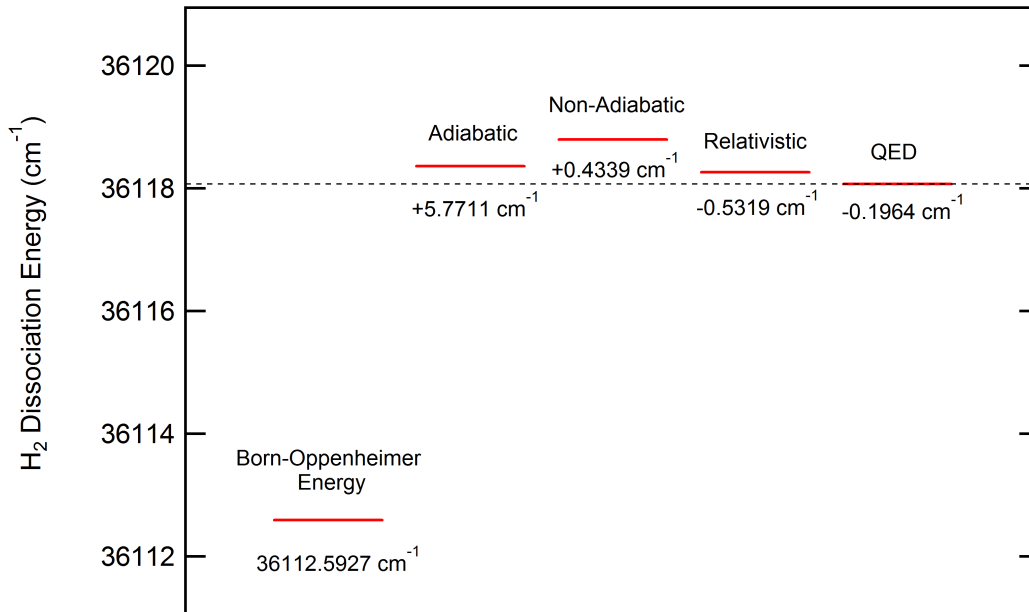 H₂ Dissociation Energy (cm⁻¹)
36120
36118
36116
36114
36112
Born-Oppenheimer
Energy
36112.5927 cm⁻¹
Adiabatic
+5.7711 cm⁻¹
Non-Adiabatic
+0.4339 cm⁻¹
Relativistic
-0.5319 cm⁻¹
QED
-0.1964 cm⁻¹